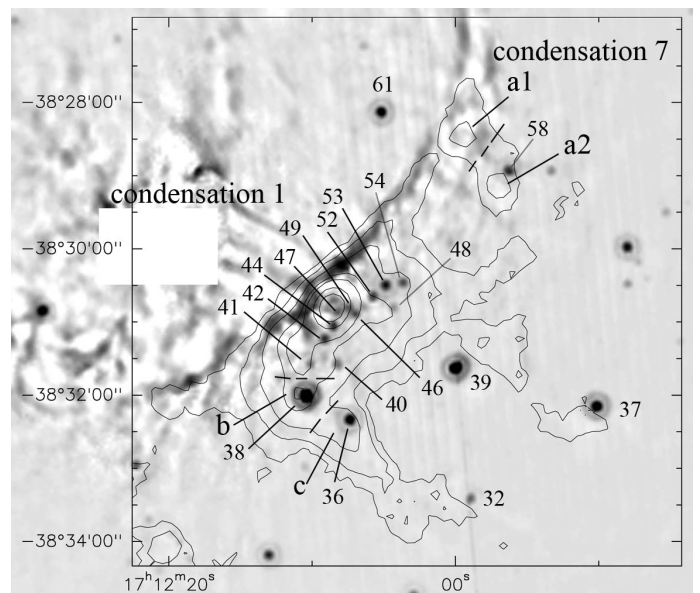 condensation 7
a1
61
−38°28'00''
58
a2
54
condensation 1
53
52
49
−38°30'00''
47
48
44
42
41
46
39
40
−38°32'00''
37
b
38
c
36
32
−38°34'00''
17ʰ12ᵐ20ˢ
00ˢ